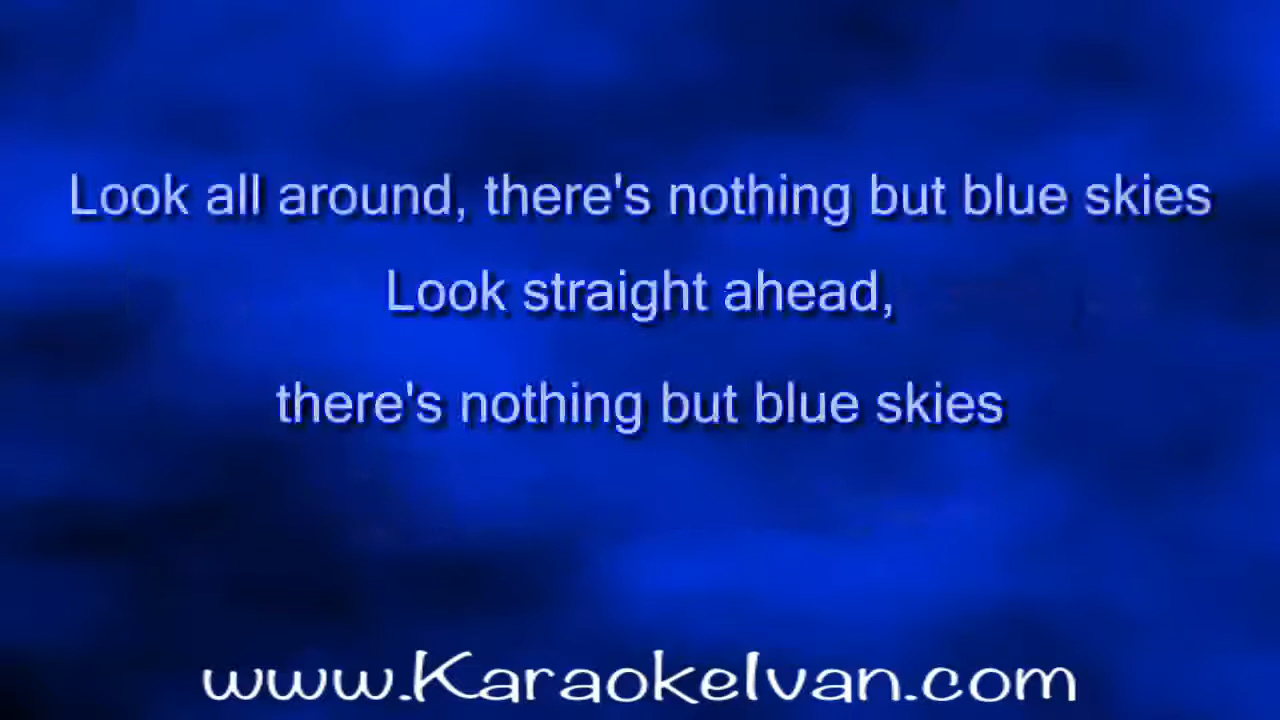 Look all around, there's nothing but blue skies
Look straight ahead,
there's nothing but blue skies
www.KaraokeIvan.com